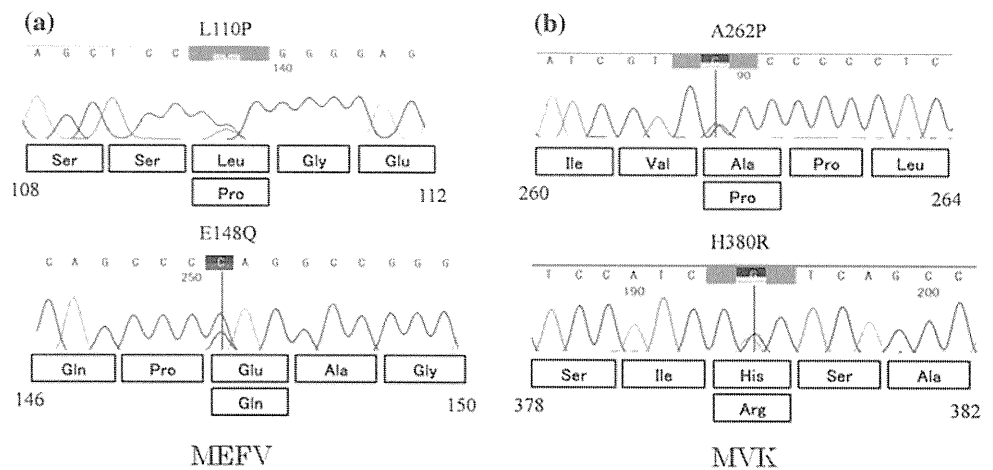 (a)
L110P
A G C T C C G G G G A G
140
Ser Ser Leu Gly Glu
Pro
108 112
E148Q
C A G C C C C A G G C C G G G
250
Gln Pro Glu Ala Gly
Gln
146 150
MEFV
(b)
A262P
A T C G T C C G G C T C
90
Ile Val Ala Pro Leu
Pro
260 264
H380R
T C C A T C G T C A G C C
190 200
Ser Ile His Ser Ala
Arg
378 382
MVK